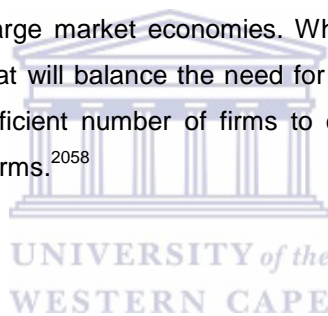 arge market economies. Wh
at will balance the need for
ficient number of firms to
rms.2058
UNIVERSITY of the
WESTERN CAPE